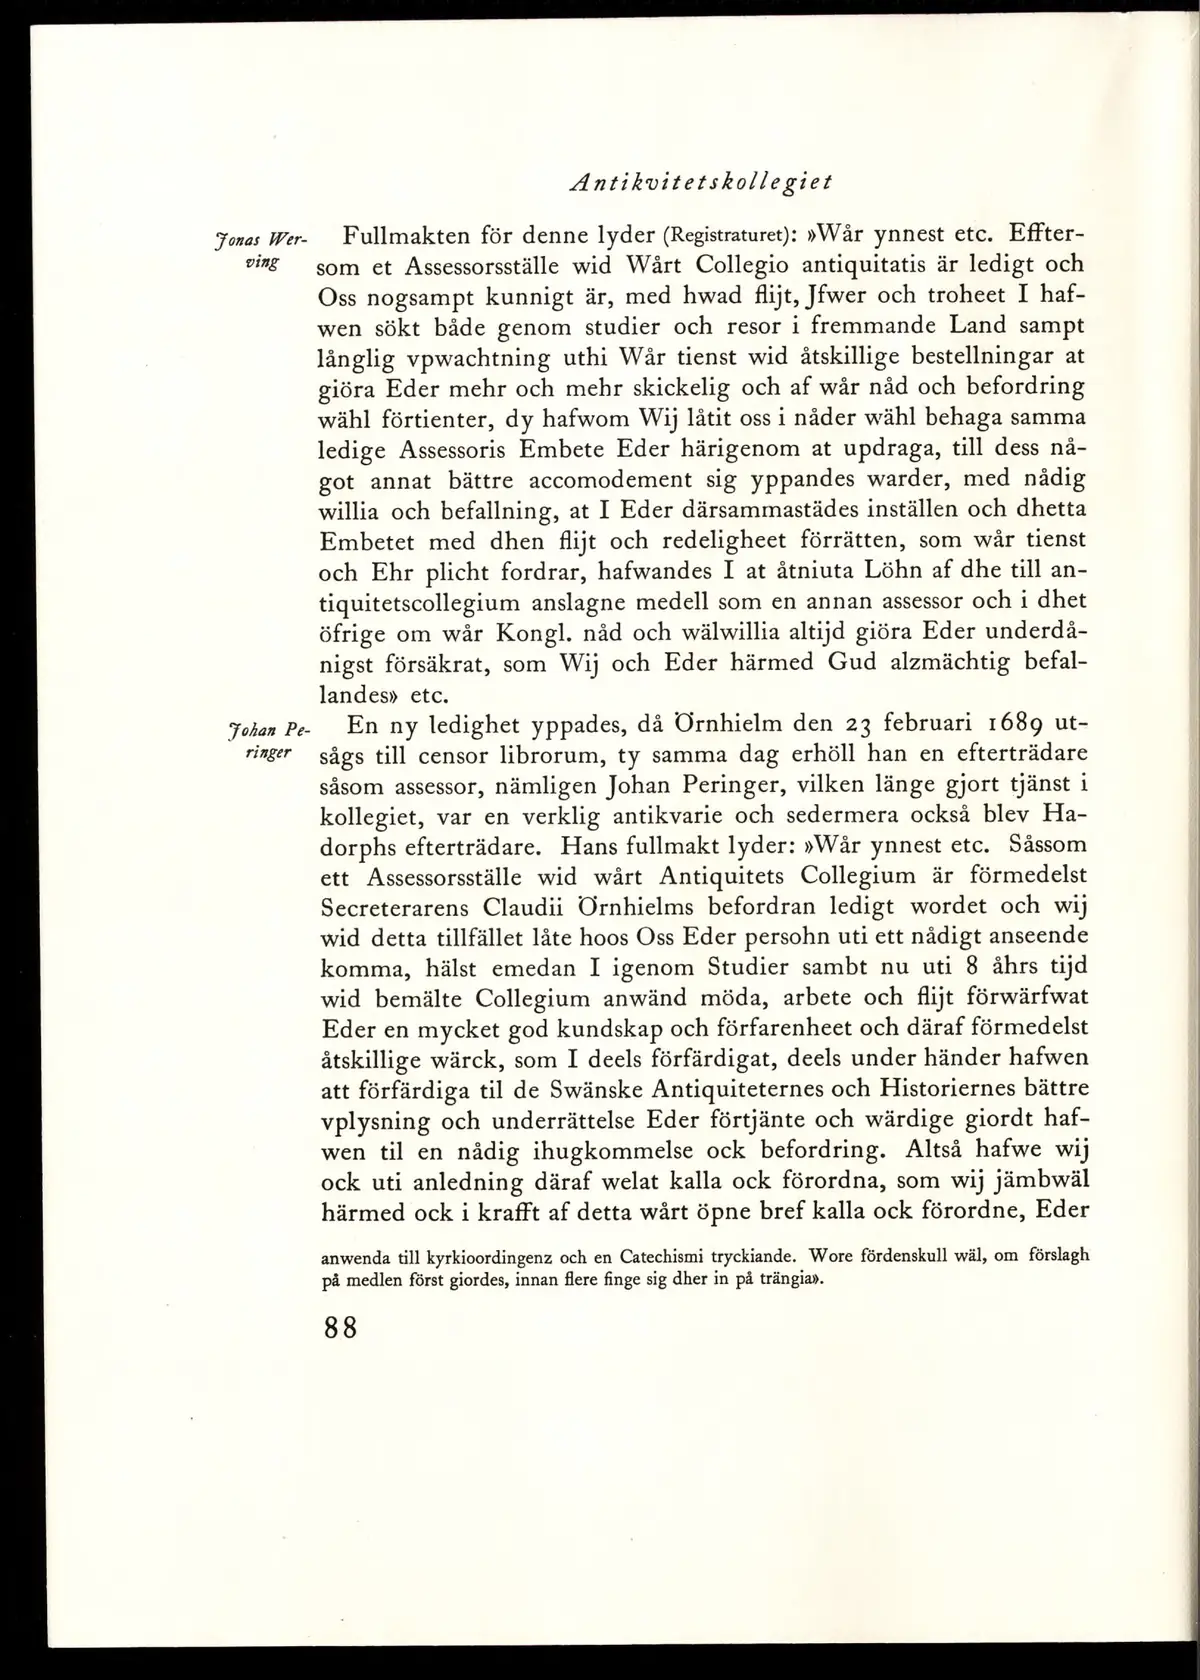 Antikvitetskollegiet
Jonas Wer-
ving
Fullmakten för denne lyder (Registraturet): »Wår ynnest etc. Effter-
som et Assessorsställe wid Wårt Collegio antiquitatis är ledigt och
Oss nogsampt kunnigt är, med hwad flijt, Jfwer och troheet I haf-
wen sökt både genom studier och resor i fremmande Land sampt
långlig vpwachtning uthi Wår tienst wid åtskillige bestellningar at
giöra Eder mehr och mehr skickelig och af wår nåd och befordring
wähl förtienter, dy hafwom Wij låtit oss i nåder wähl behaga samma
ledige Assessoris Embete Eder härigenom at updraga, till dess nå-
got annat bättre accomodement sig yppandes warder, med nådig
willia och befallning, at I Eder därsammastädes inställen och dhetta
Embetet med dhen flijt och redeligheet förrätten, som wår tienst
och Ehr plicht fordrar, hafwandes I at åtniuta Löhn af dhe till an-
tiquitetscollegium anslagne medell som en annan assessor och i dhet
öfrige om wår Kongl. nåd och wälwillia altijd giöra Eder underdå-
nigst försäkrat, som Wij och Eder härmed Gud alzmächtig befal-
landes» etc.
Johan Pe-
ringer
En ny ledighet yppades, då Örnhielm den 23 februari 1689 ut-
sågs till censor librorum, ty samma dag erhöll han en efterträdare
såsom assessor, nämligen Johan Peringer, vilken länge gjort tjänst i
kollegiet, var en verklig antikvarie och sedermera också blev Ha-
dorphs efterträdare. Hans fullmakt lyder: »Wår ynnest etc. Såssom
ett Assessorsställe wid wårt Antiquitets Collegium är förmedelst
Secreterarens Claudii Örnhielms befordran ledigt wordet och wij
wid detta tillfället låte hoos Oss Eder persohn uti ett nådigt anseende
komma, hälst emedan I igenom Studier sambt nu uti 8 åhrs tijd
wid bemälte Collegium anwänd möda, arbete och flijt förwärfwat
Eder en mycket god kundskap och förfarenheet och däraf förmedelst
åtskillige wärck, som I deels förfärdigat, deels under händer hafwen
att förfärdiga til de Swänske Antiquiteternes och Historiernes bättre
vplysning och underrättelse Eder förtjänte och wärdige giordt haf-
wen til en nådig ihugkommelse ock befordring. Altså hafwe wij
ock uti anledning däraf welat kalla ock förordna, som wij jämbwäl
härmed ock i krafft af detta wårt öpne bref kalla ock förordne, Eder
anwenda till kyrkioordingenz och en Catechismi tryckiande. Wore fördenskull wäl, om förslagh
på medlen först giordes, innan flere finge sig dher in på trängia».
88